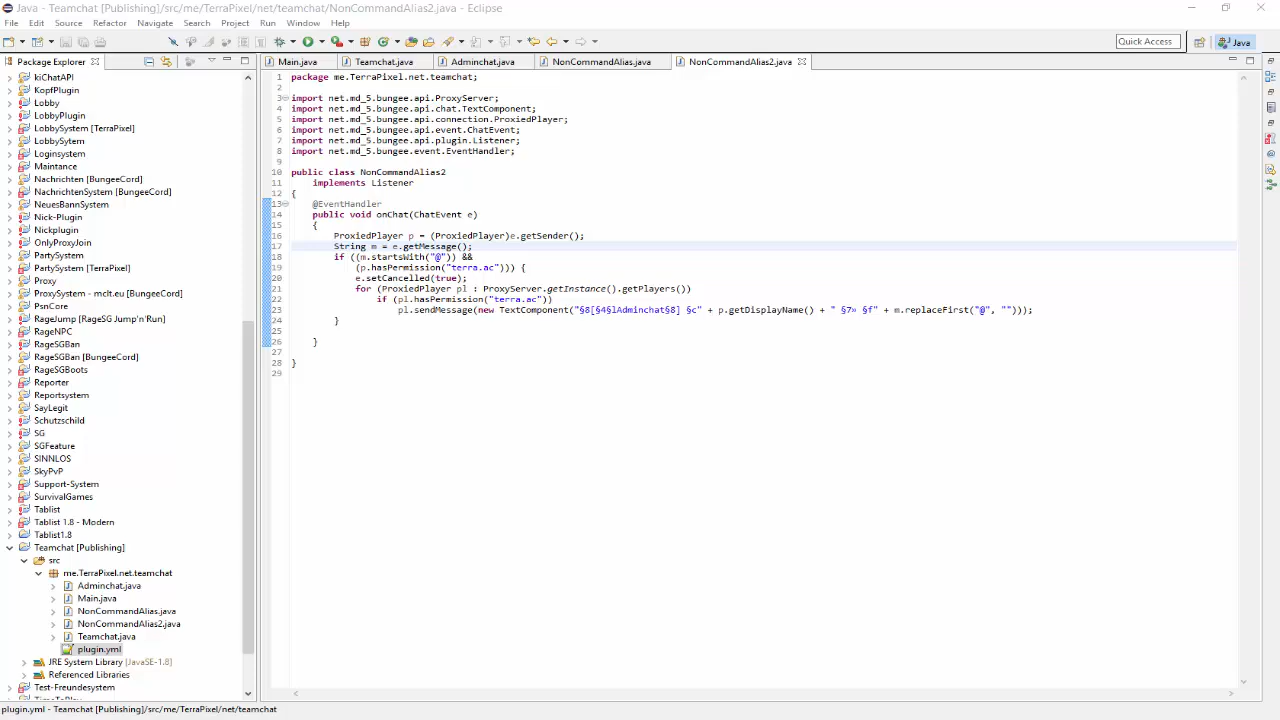 Java - Teamchat [Publishing]/src/me/TerraPixel/net/teamchat/NonCommandAlias2.java - Eclipse
File Edit Source Refactor Navigate Search Project Run Window Help
Quick Access
Java
Package Explorer
Main.java
Teamchat.java
Adminchat.java
NonCommandAlias.java
NonCommandAlias2.java
kiChatAPI
KopfPlugin
Lobby
LobbyPlugin
LobbySystem [TerraPixel]
LobbySytem
Loginsystem
Maintance
Nachrichten [BungeeCord]
NachrichtenSystem [BungeeCord]
NeuesBannSystem
Nick-Plugin
Nickplugin
OnlyProxyJoin
PartySystem
PartySystem [TerraPixel]
Proxy
ProxySystem - mclt.eu [BungeeCord]
PsnCore
RageJump [RageSG Jump'n'Run]
RageNPC
RageSGBan
RageSGBan [BungeeCord]
RageSGBoots
Reporter
Reportsystem
SayLegit
Schutzschild
SG
SGFeature
SINNLOS
SkyPvP
Support-System
SurvivalGames
Tablist
Tablist 1.8 - Modern
Tablist1.8
Teamchat [Publishing]
src
me.TerraPixel.net.teamchat
Adminchat.java
Main.java
NonCommandAlias.java
NonCommandAlias2.java
Teamchat.java
plugin.yml
JRE System Library [JavaSE-1.8]
Referenced Libraries
Test-Freundesystem
1 package me.TerraPixel.net.teamchat;
2
3 import net.md_5.bungee.api.ProxyServer;
4 import net.md_5.bungee.api.chat.TextComponent;
5 import net.md_5.bungee.api.connection.ProxiedPlayer;
6 import net.md_5.bungee.api.event.ChatEvent;
7 import net.md_5.bungee.api.plugin.Listener;
8 import net.md_5.bungee.event.EventHandler;
9
10 public class NonCommandAlias2
11 implements Listener
12 {
13 @EventHandler
14 public void onChat(ChatEvent e)
15 {
16 ProxiedPlayer p = (ProxiedPlayer)e.getSender();
17 String m = e.getMessage();
18 if ((m.startsWith("@")) &&
19 (p.hasPermission("terra.ac"))) {
20 e.setCancelled(true);
21 for (ProxiedPlayer pl : ProxyServer.getInstance().getPlayers())
22 if (pl.hasPermission("terra.ac"))
23 pl.sendMessage(new TextComponent("§8[§4§lAdminchat§8] §c" + p.getDisplayName() + " §7» §f" + m.replaceFirst("@", "")));
24 }
25
26 }
27
28 }
29
plugin.yml - Teamchat [Publishing]/src/me/TerraPixel/net/teamchat